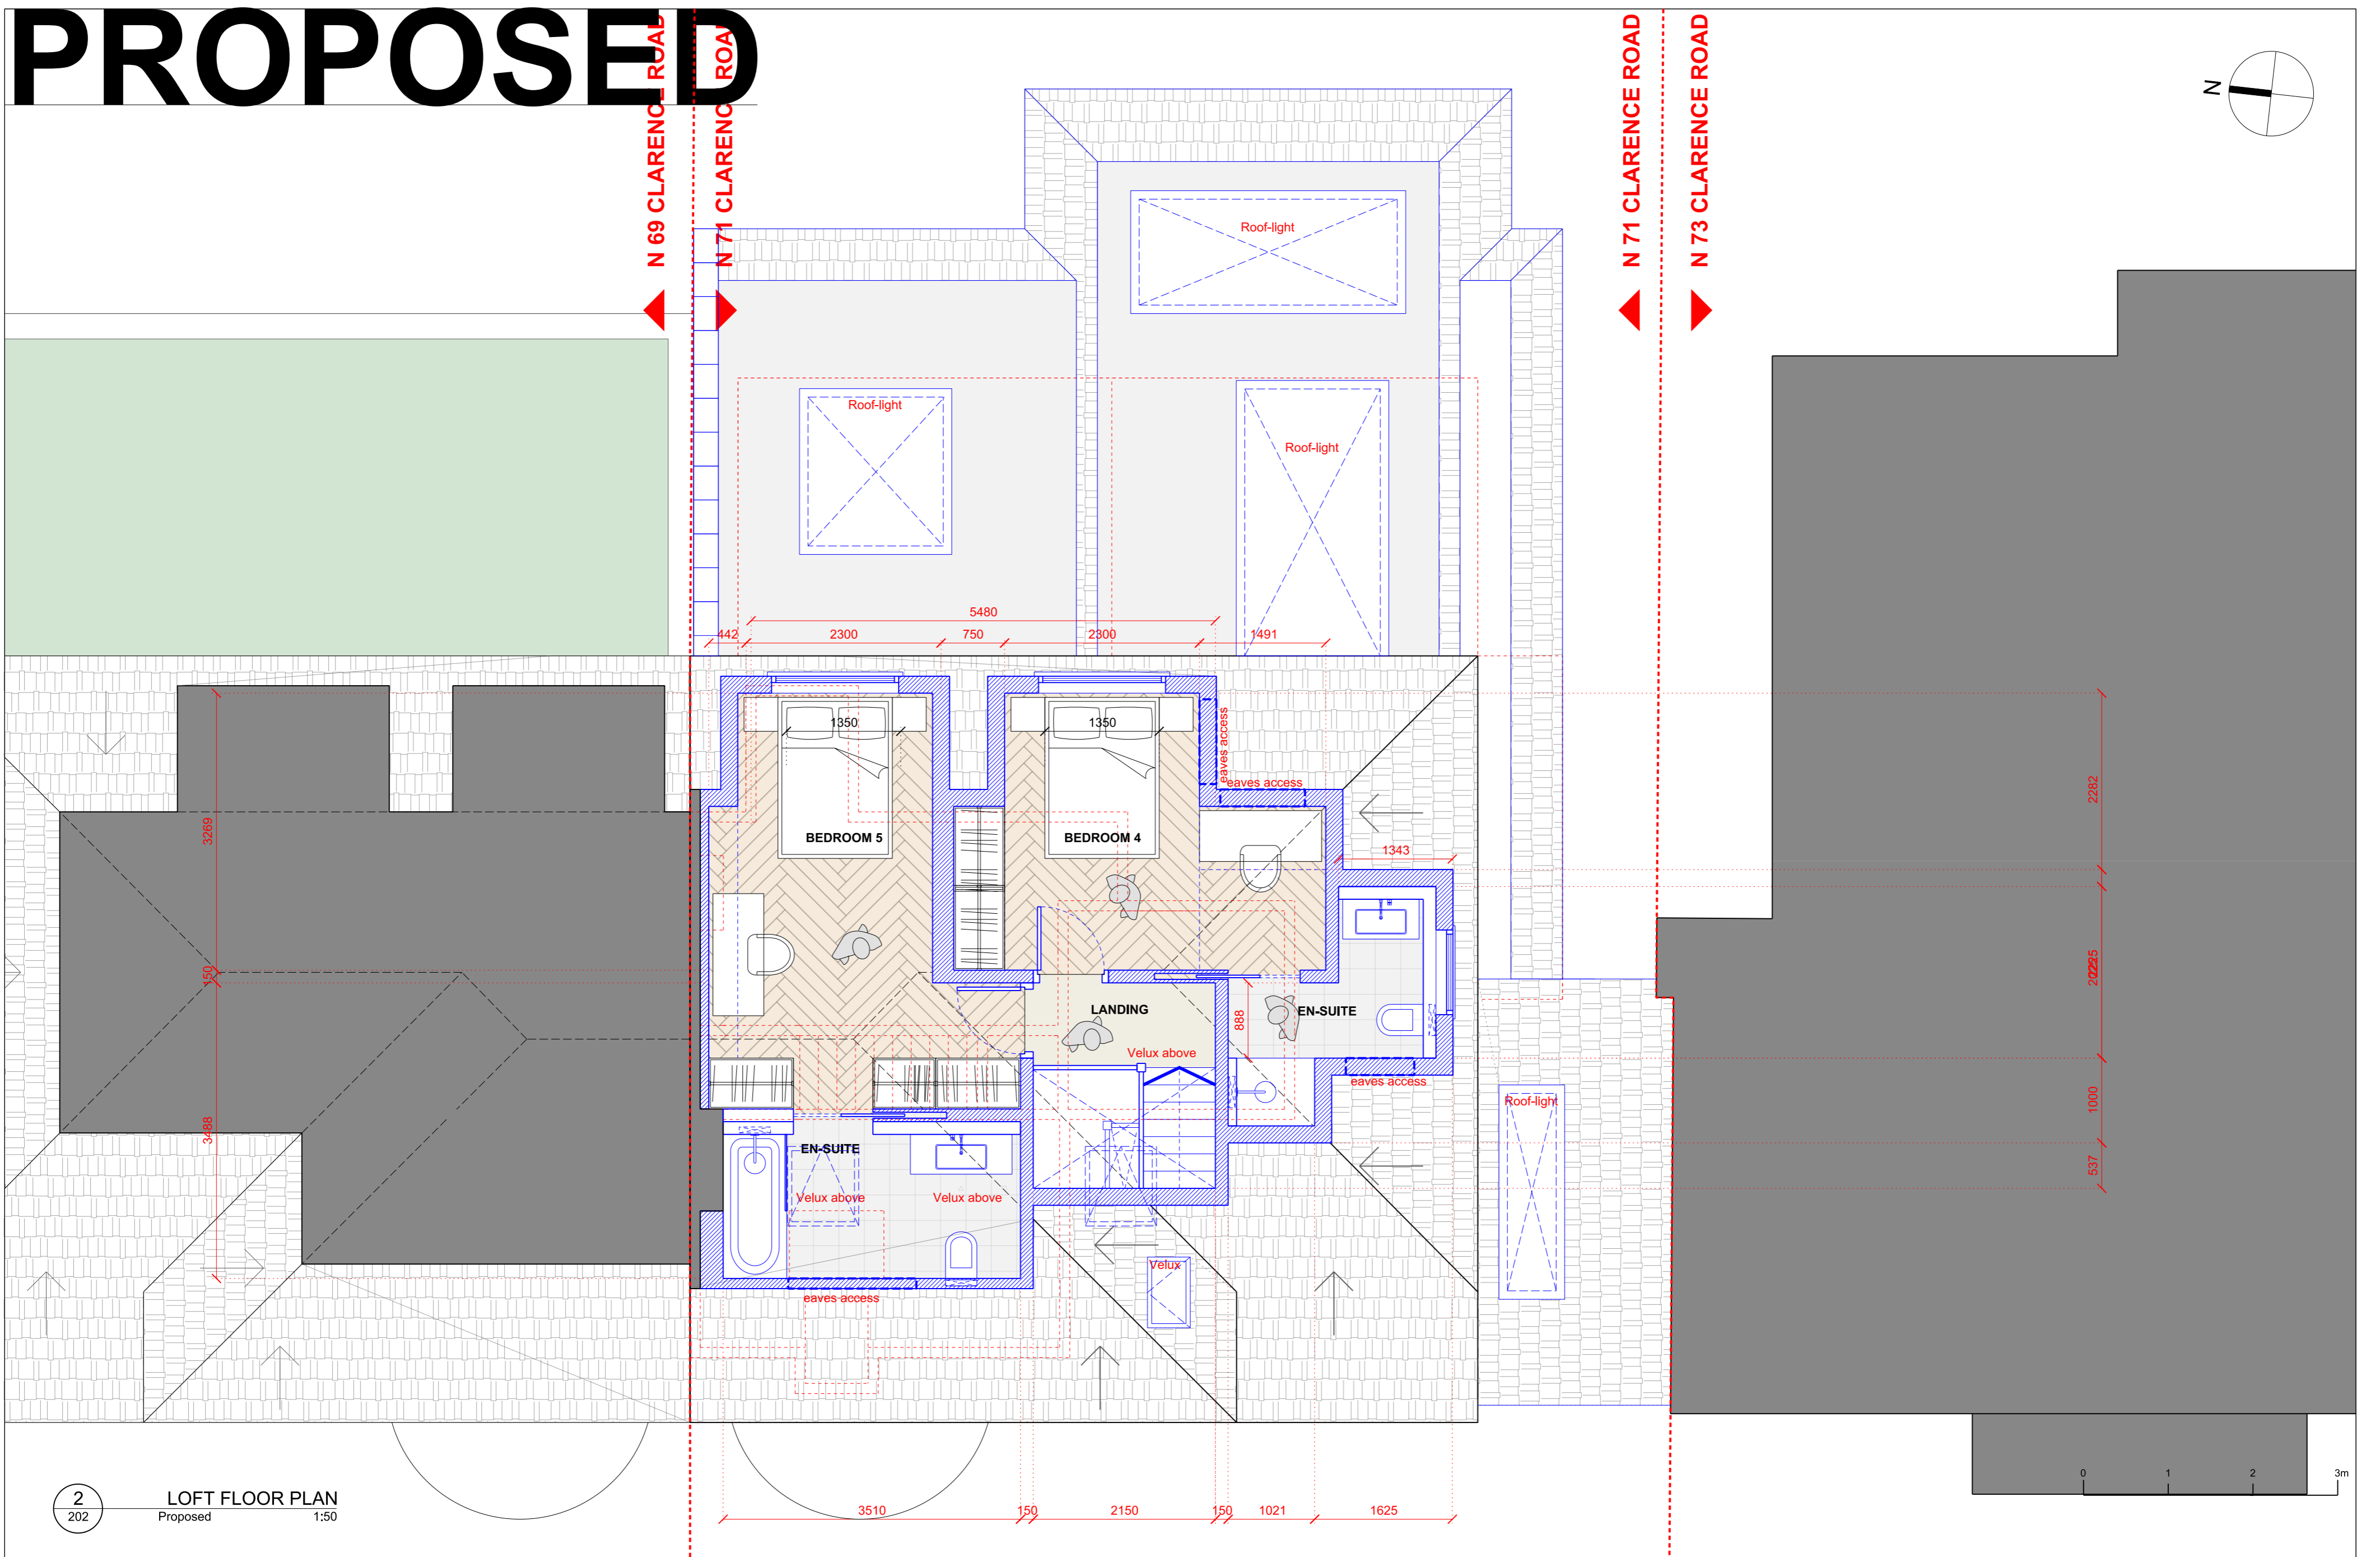 PROPOSED
N 69 CLARENCE ROAD
N 71 CLARENCE ROAD
N 71 CLARENCE ROAD
N 73 CLARENCE ROAD
N
Roof-light
Roof-light
Roof-light
5480
442
2300
750
2300
1491
1350
1350
eaves access
eaves access
BEDROOM 5
BEDROOM 4
3269
2282
1343
150
LANDING
888
EN-SUITE
Velux above
eaves access
Roof-light
1000
3488
EN-SUITE
537
Velux above
Velux above
Velux
eaves access
2
202
LOFT FLOOR PLAN
Proposed
1:50
3510
150
2150
150
1021
1625
0
1
2
3m